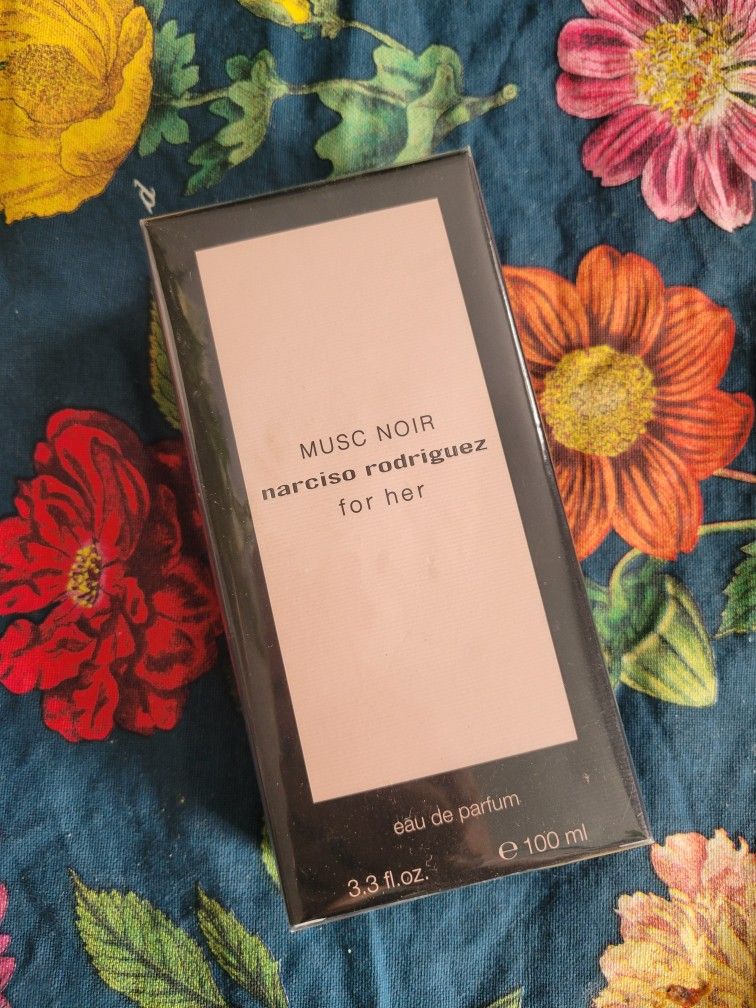 MUSC NOIR
narciso rodriguez
for her
eau de parfum
3.3 fl.oz. ℮ 100 ml